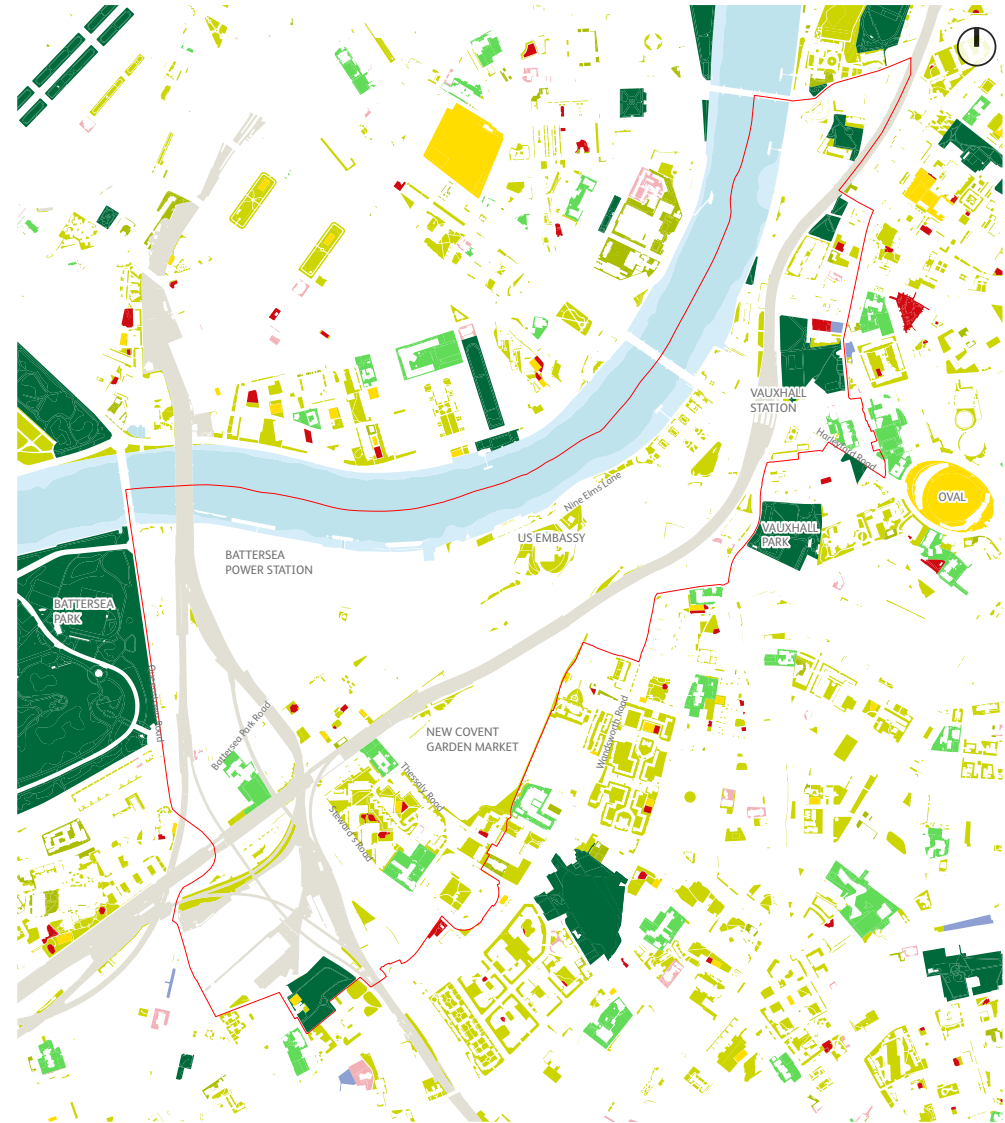 VAUXHALL
STATION
Harleyford Road
OVAL
Nine Elms Lane
VAUXHALL
PARK
US EMBASSY
BATTERSEA
POWER STATION
BATTERSEA
PARK
Battersea Park Road
Wandsworth Road
NEW COVENT
GARDEN MARKET
Thessaly Road
Steward's Road